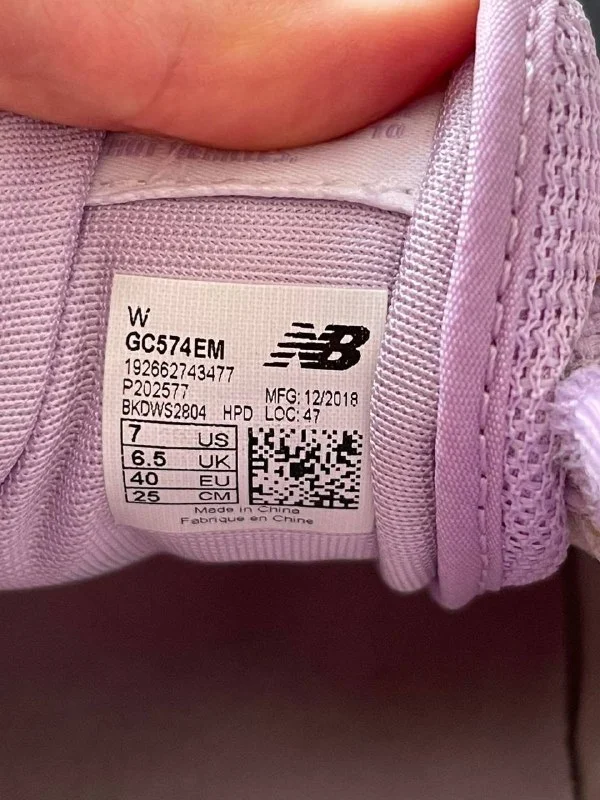 W
GC574EM
192662743477
P202577
MFG: 12/2018
BKDWS2804 HPD LOC: 47
NB
7 US
6.5 UK
40 EU
25 CM
Made in China
Fabrique en Chine